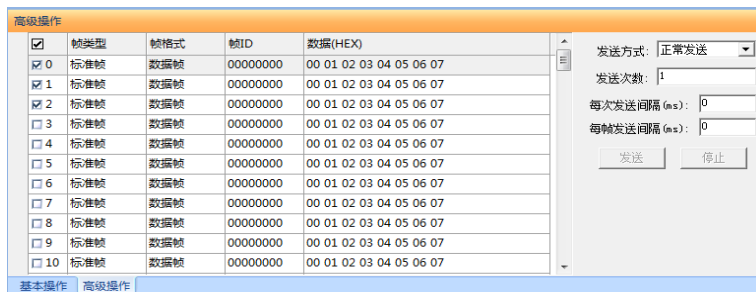 高级操作
帧类型 帧格式 帧ID 数据(HEX)
0 标准帧 数据帧 00000000 00 01 02 03 04 05 06 07
1 标准帧 数据帧 00000000 00 01 02 03 04 05 06 07
2 标准帧 数据帧 00000000 00 01 02 03 04 05 06 07
3 标准帧 数据帧 00000000 00 01 02 03 04 05 06 07
4 标准帧 数据帧 00000000 00 01 02 03 04 05 06 07
5 标准帧 数据帧 00000000 00 01 02 03 04 05 06 07
6 标准帧 数据帧 00000000 00 01 02 03 04 05 06 07
7 标准帧 数据帧 00000000 00 01 02 03 04 05 06 07
8 标准帧 数据帧 00000000 00 01 02 03 04 05 06 07
9 标准帧 数据帧 00000000 00 01 02 03 04 05 06 07
10 标准帧 数据帧 00000000 00 01 02 03 04 05 06 07
发送方式: 正常发送
发送次数: 1
每次发送间隔(ms): 0
每帧发送间隔(ms): 0
发送 停止
基本操作 高级操作